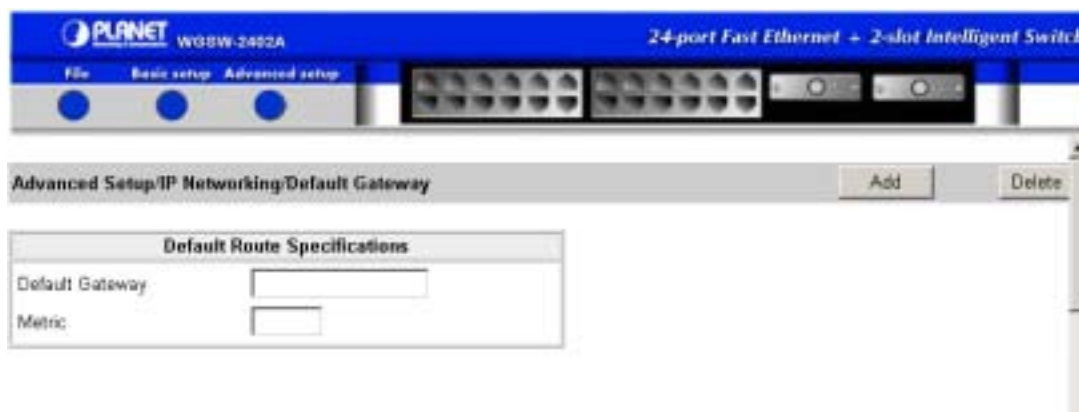 PLANET WGSW-2402A
24-port Fast Ethernet + 2-slot Intelligent Switch
File Basic setup Advanced setup
Advanced Setup/IP Networking/Default Gateway Add Delete
Default Route Specifications
Default Gateway
Metric